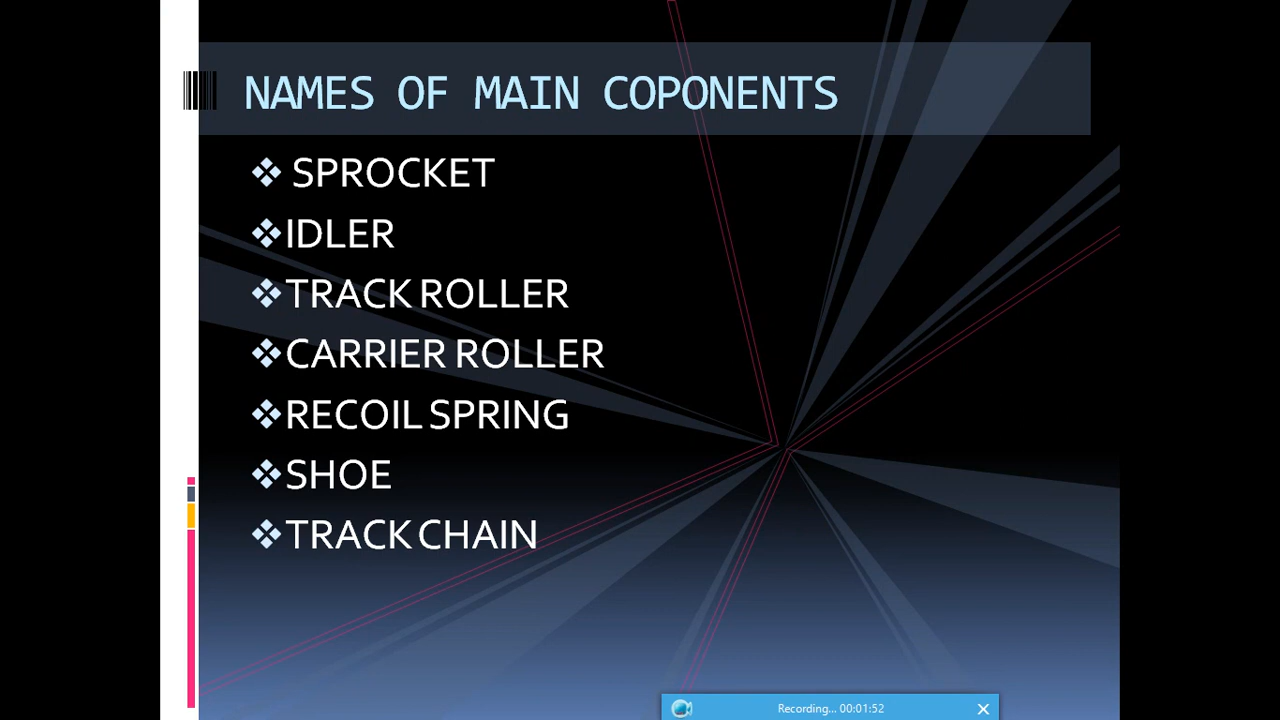 NAMES OF MAIN COPONENTS
❖ SPROCKET
❖IDLER
❖TRACK ROLLER
❖CARRIER ROLLER
❖RECOIL SPRING
❖SHOE
❖TRACK CHAIN
Recording... 00:01:52